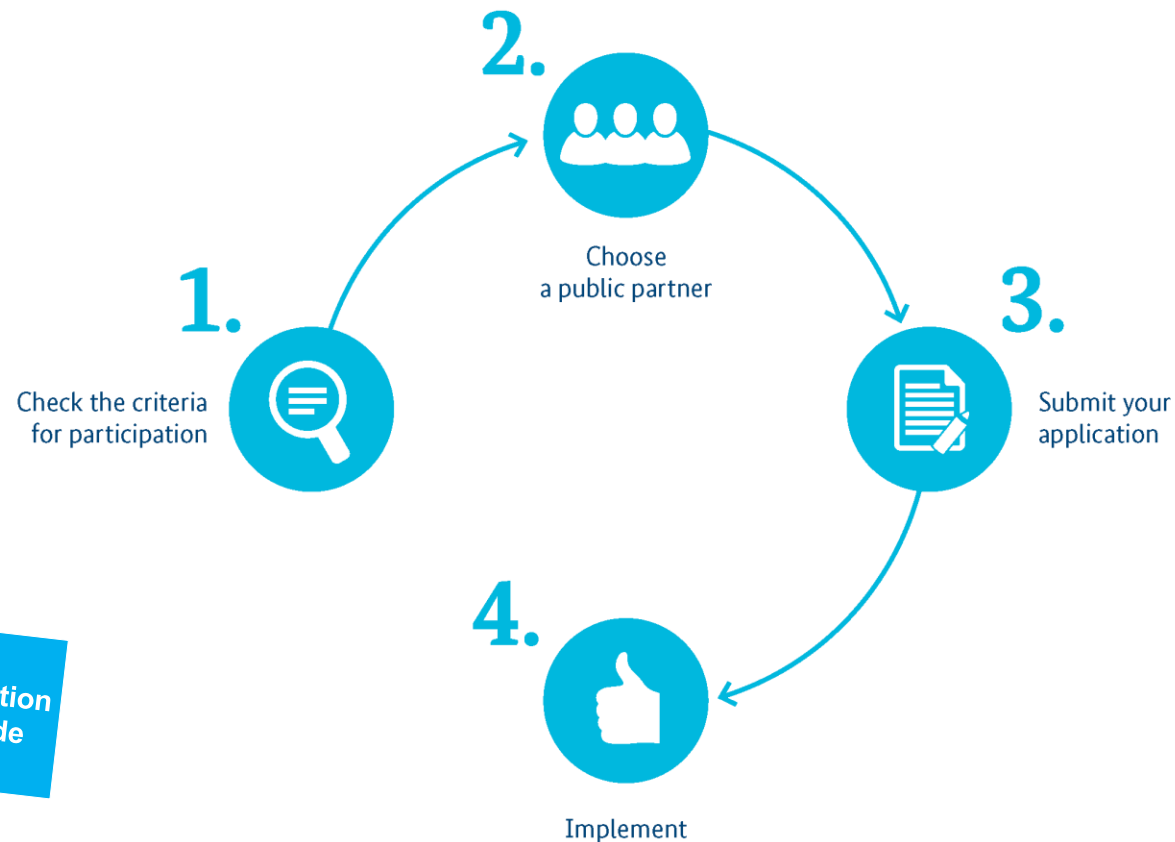 1.
Check the criteria
for participation
2.
Choose
a public partner
3.
Submit your
application
4.
Implement